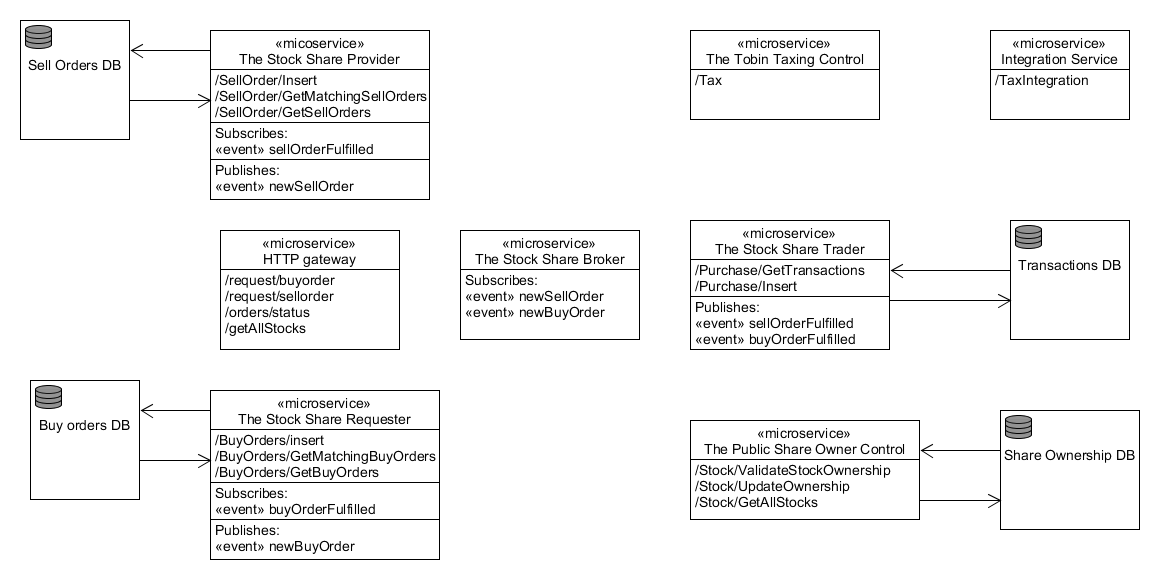 Sell Orders DB
«micoservice»
The Stock Share Provider
/SellOrder/Insert
/SellOrder/GetMatchingSellOrders
/SellOrder/GetSellOrders
Subscribes:
«event» sellOrderFulfilled
Publishes:
«event» newSellOrder
«microservice»
The Tobin Taxing Control
/Tax
«microservice»
Integration Service
/TaxIntegration
«microservice»
HTTP gateway
/request/buyorder
/request/sellorder
/orders/status
/getAllStocks
«microservice»
The Stock Share Broker
Subscribes:
«event» newSellOrder
«event» newBuyOrder
«microservice»
The Stock Share Trader
/Purchase/GetTransactions
/Purchase/Insert
Publishes:
«event» sellOrderFulfilled
«event» buyOrderFulfilled
Transactions DB
Buy orders DB
«microservice»
The Stock Share Requester
/BuyOrders/insert
/BuyOrders/GetMatchingBuyOrders
/BuyOrders/GetBuyOrders
Subscribes:
«event» buyOrderFulfilled
Publishes:
«event» newBuyOrder
«microservice»
The Public Share Owner Control
/Stock/ValidateStockOwnership
/Stock/UpdateOwnership
/Stock/GetAllStocks
Share Ownership DB